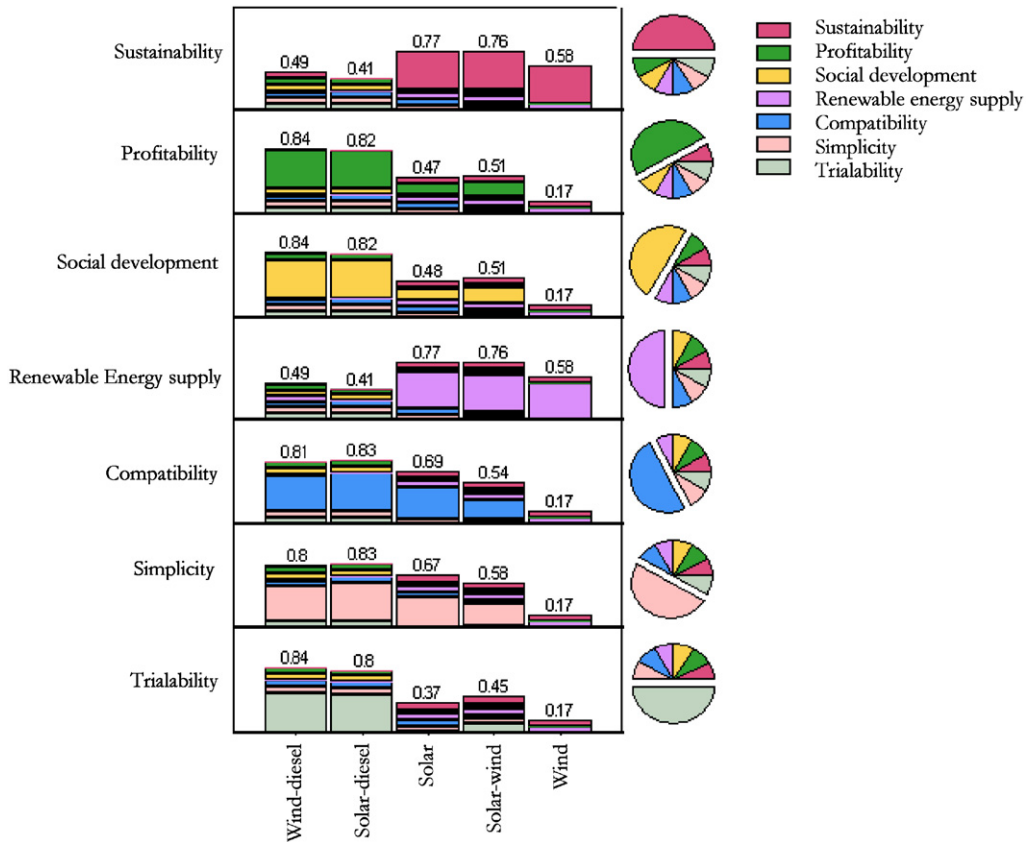 Sustainability
0.49 0.41 0.77 0.76 0.58
Profitability
0.84 0.82 0.47 0.51 0.17
Social development
0.84 0.82 0.48 0.51 0.17
Renewable Energy supply
0.49 0.41 0.77 0.76 0.58
Compatibility
0.81 0.83 0.69 0.54 0.17
Simplicity
0.8 0.83 0.67 0.58 0.17
Trialability
0.84 0.8 0.37 0.45 0.17
Wind-diesel
Solar-diesel
Solar
Solar-wind
Wind
Sustainability
Profitability
Social development
Renewable energy supply
Compatibility
Simplicity
Trialability